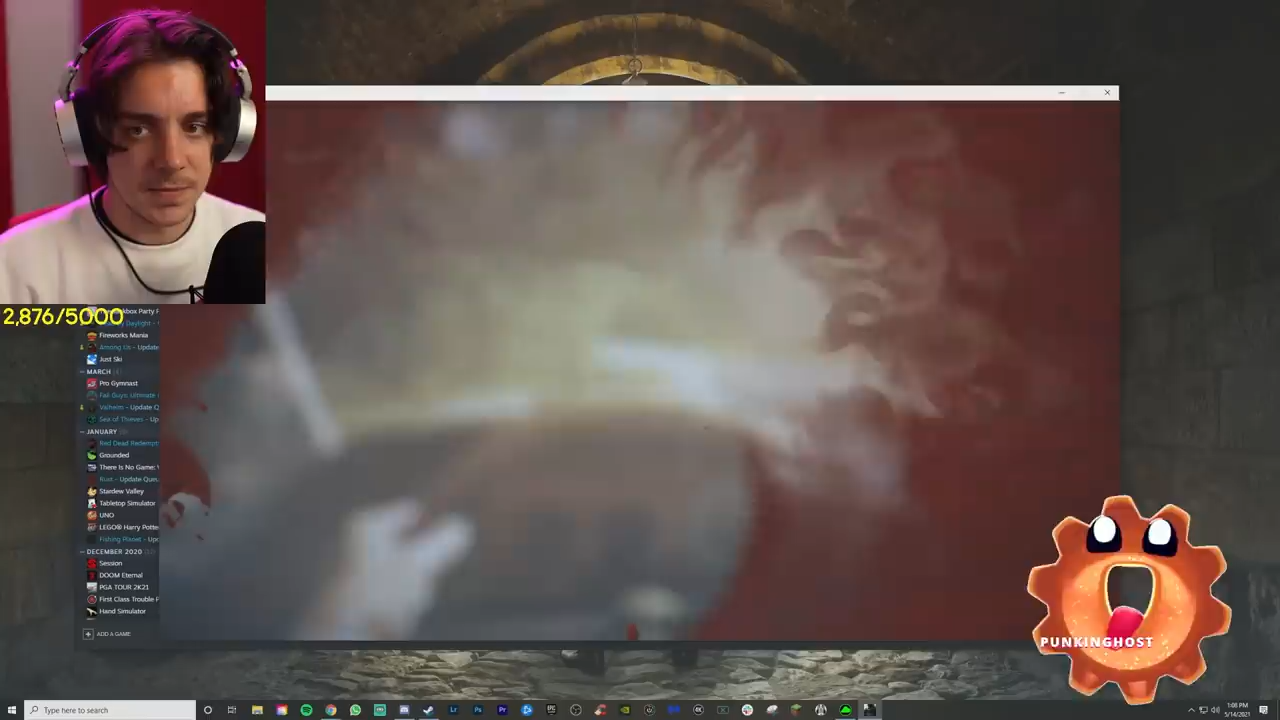 2,876/5000
Fireworks Mania
Among Us - Update
Just Ski
MARCH
Pro Gymnast
Fall Guys: Ultimate
Valheim - Update Q
Sea of Thieves - Up
JANUARY
Red Dead Redempt
Grounded
There Is No Game:
Rust - Update Queu
Stardew Valley
Tabletop Simulator
UNO
LEGO® Harry Potte
Fishing Planet - Up
DECEMBER 2020
Session
DOOM Eternal
PGA TOUR 2K21
First Class Trouble
Hand Simulator
ADD A GAME
PUNKINGHOST
Type here to search
1:08 PM
5/14/2021